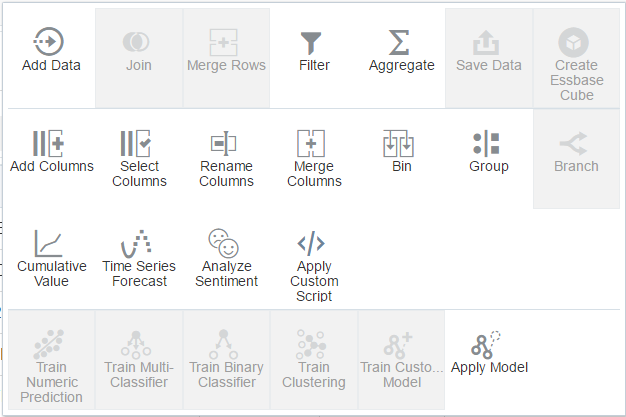 Add Data
Join
Merge Rows
Filter
Aggregate
Save Data
Create
Essbase
Cube
Add Columns
Select
Columns
Rename
Columns
Merge
Columns
Bin
Group
Branch
Cumulative
Value
Time Series
Forecast
Analyze
Sentiment
Apply
Custom
Script
Train
Numeric
Prediction
Train Multi-
Classifier
Train Binary
Classifier
Train
Clustering
Train Custo...
Model
Apply Model